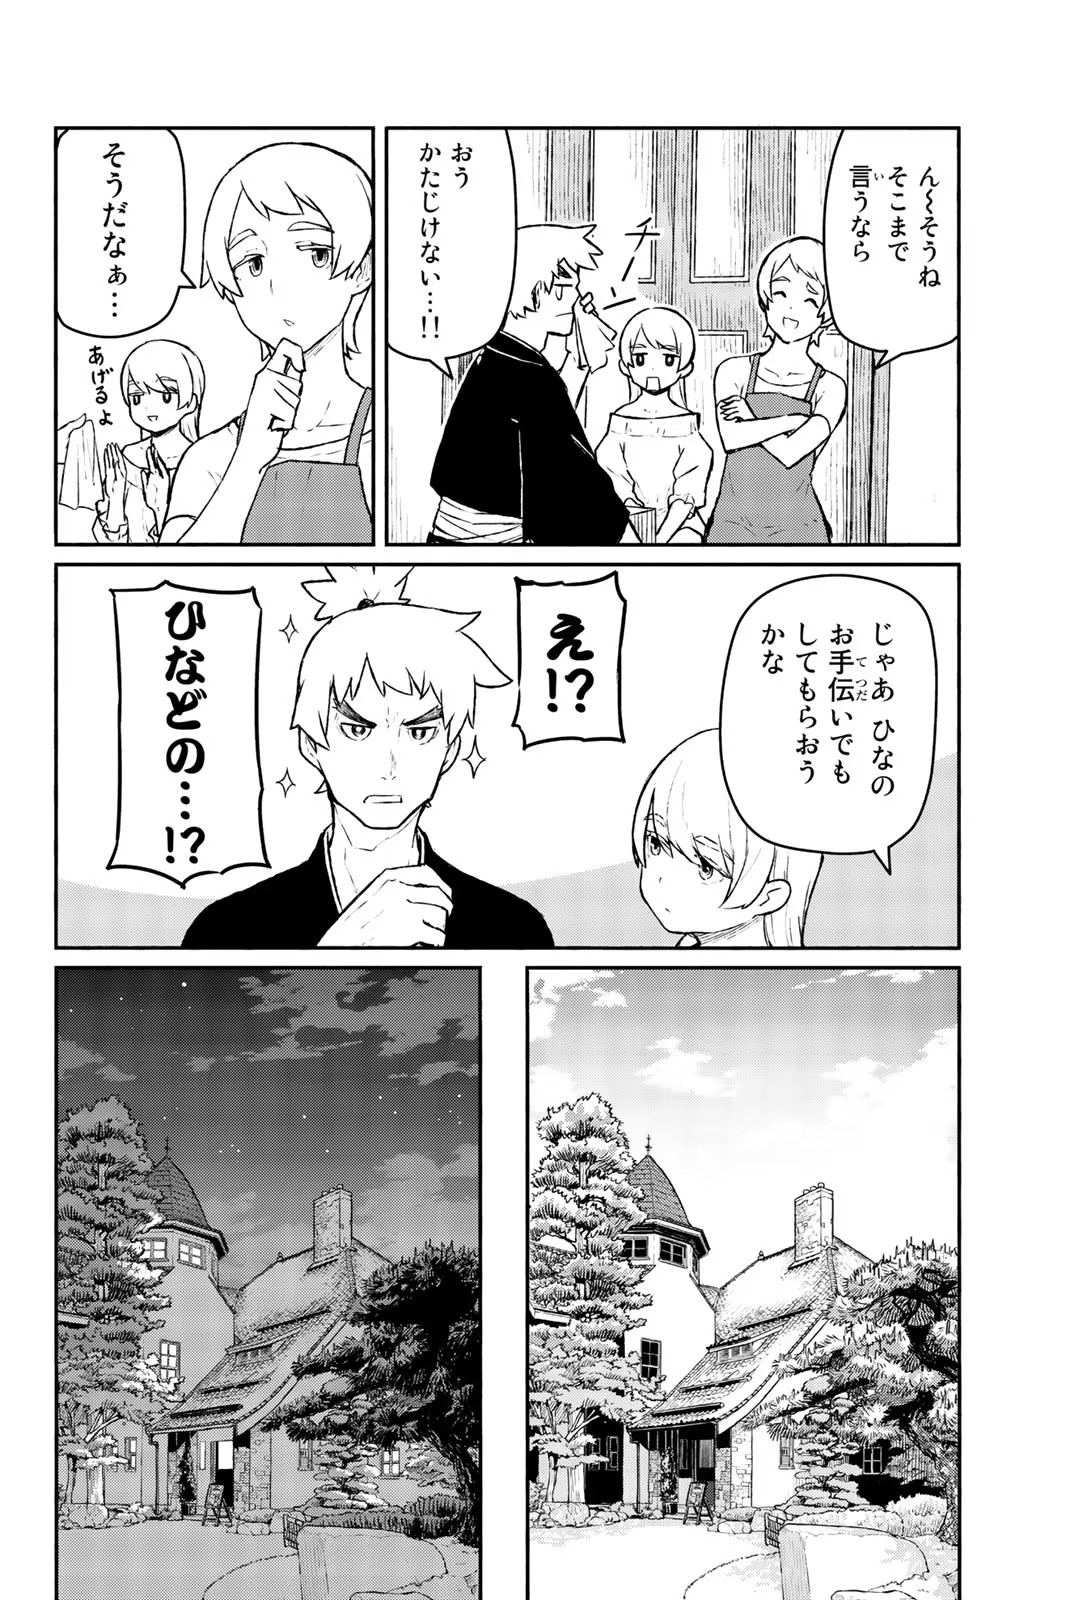 ん〜そうね
そこまで
言うなら
チーン
おう
かたじけない…!!
そうだなぁ…
あげるよ
じゃあ ひなの
お手伝いでも
してもらおう
かな
え!?
ひなどの…!?